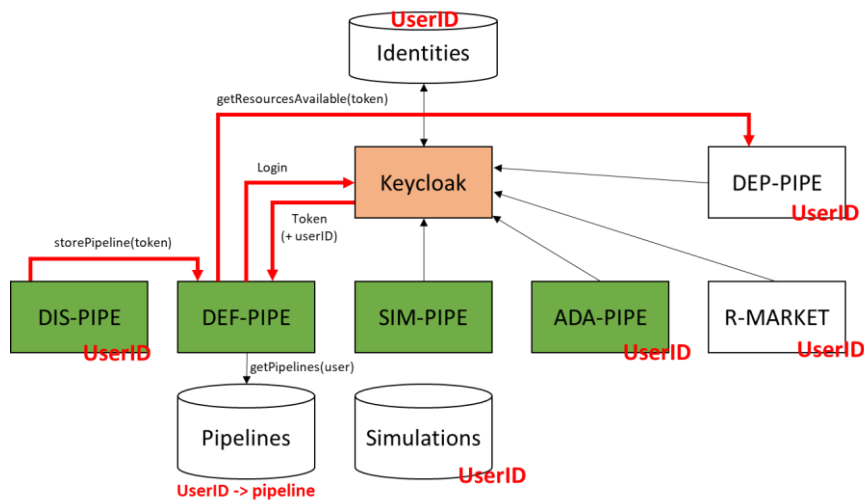 UserID
Identities
getResourcesAvailable(token)
Login
Keycloak
DEP-PIPE
UserID
Token
(+ userID)
storePipeline(token)
DIS-PIPE
UserID
DEF-PIPE
SIM-PIPE
ADA-PIPE
UserID
R-MARKET
UserID
getPipelines(user)
Pipelines
UserID -> pipeline
Simulations
UserID